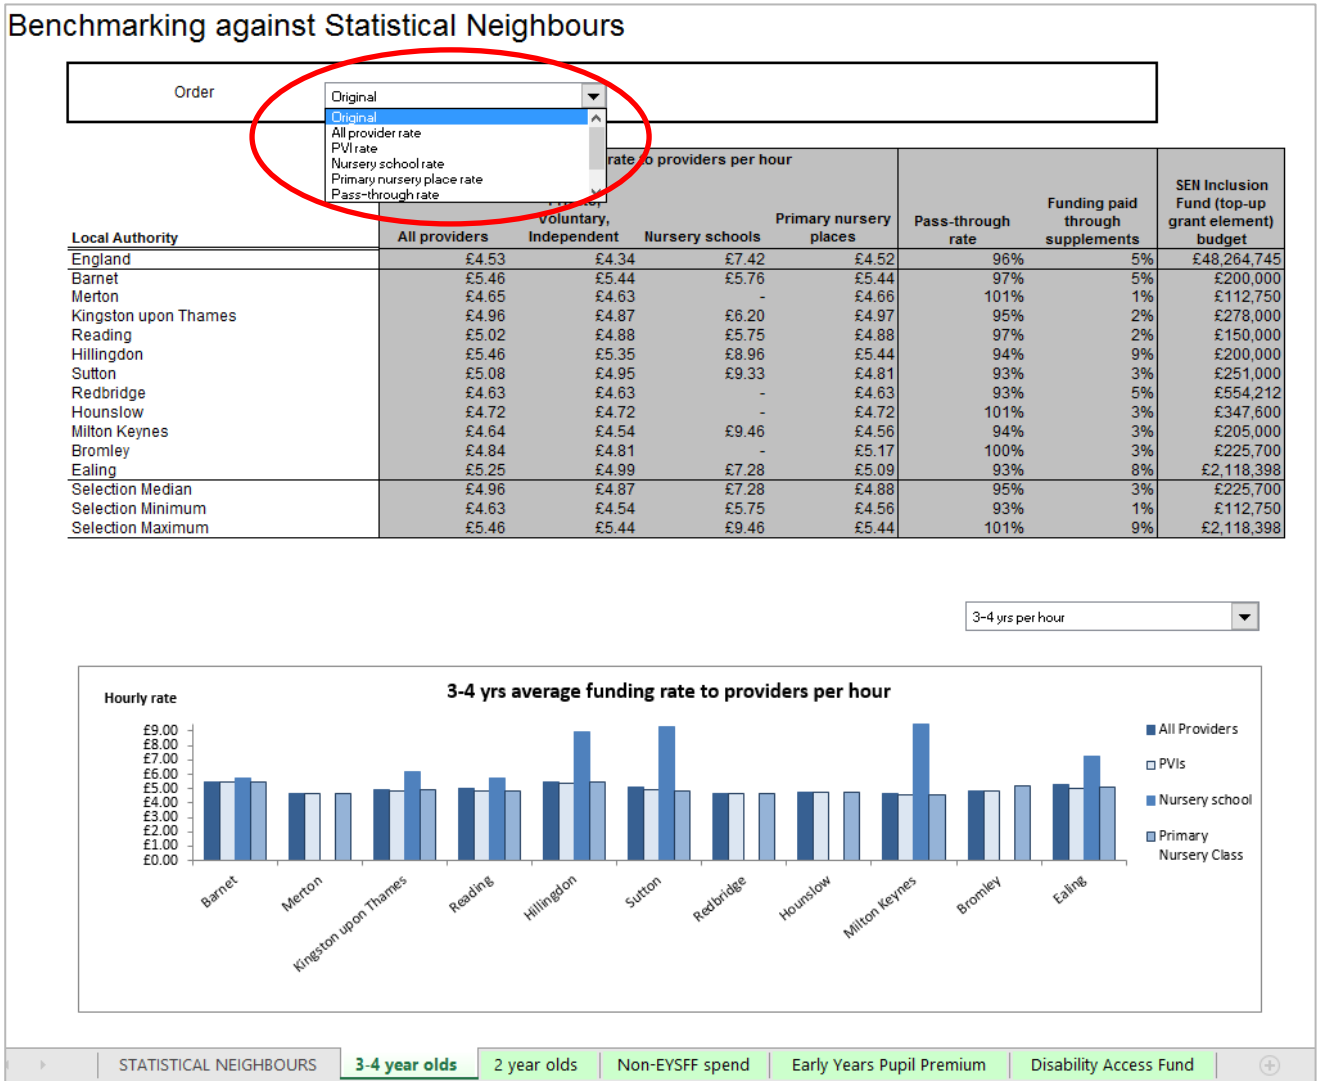 Benchmarking against Statistical Neighbours
Order
Original
Original
All provider rate
PVI rate
Nursery school rate
Primary nursery place rate
Pass-through rate
rate to providers per hour
Local Authority
All providers
Voluntary,
Independent
Nursery schools
Primary nursery
places
Pass-through
rate
Funding paid
through
supplements
SEN Inclusion
Fund (top-up
grant element)
budget
England £4.53 £4.34 £7.42 £4.52 96% 5% £48,264,745
Barnet £5.46 £5.44 £5.76 £5.44 97% 5% £200,000
Merton £4.65 £4.63 - £4.66 101% 1% £112,750
Kingston upon Thames £4.96 £4.87 £6.20 £4.97 95% 2% £278,000
Reading £5.02 £4.88 £5.75 £4.88 97% 2% £150,000
Hillingdon £5.46 £5.35 £8.96 £5.44 94% 9% £200,000
Sutton £5.08 £4.95 £9.33 £4.81 93% 3% £251,000
Redbridge £4.63 £4.63 - £4.63 93% 5% £554,212
Hounslow £4.72 £4.72 - £4.72 101% 3% £347,600
Milton Keynes £4.64 £4.54 £9.46 £4.56 94% 3% £205,000
Bromley £4.84 £4.81 - £5.17 100% 3% £225,700
Ealing £5.25 £4.99 £7.28 £5.09 93% 8% £2,118,398
Selection Median £4.96 £4.87 £7.28 £4.88 95% 3% £225,700
Selection Minimum £4.63 £4.54 £5.75 £4.56 93% 1% £112,750
Selection Maximum £5.46 £5.44 £9.46 £5.44 101% 9% £2,118,398
3-4 yrs per hour
3-4 yrs average funding rate to providers per hour
Hourly rate
£9.00
£8.00
£7.00
£6.00
£5.00
£4.00
£3.00
£2.00
£1.00
£0.00
All Providers
PVIs
Nursery school
Primary
Nursery Class
Barnet
Merton
Kingston upon Thames
Reading
Hillingdon
Sutton
Redbridge
Hounslow
Milton Keynes
Bromley
Ealing
STATISTICAL NEIGHBOURS 3-4 year olds 2 year olds Non-EYSFF spend Early Years Pupil Premium Disability Access Fund